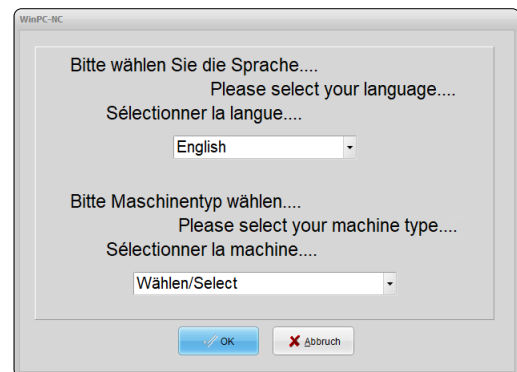 WinPC-NC
Bitte wählen Sie die Sprache....
Please select your language....
Sélectionner la langue....
English
Bitte Maschinentyp wählen....
Please select your machine type....
Sélectionner la machine....
Wählen/Select
OK
Abbruch